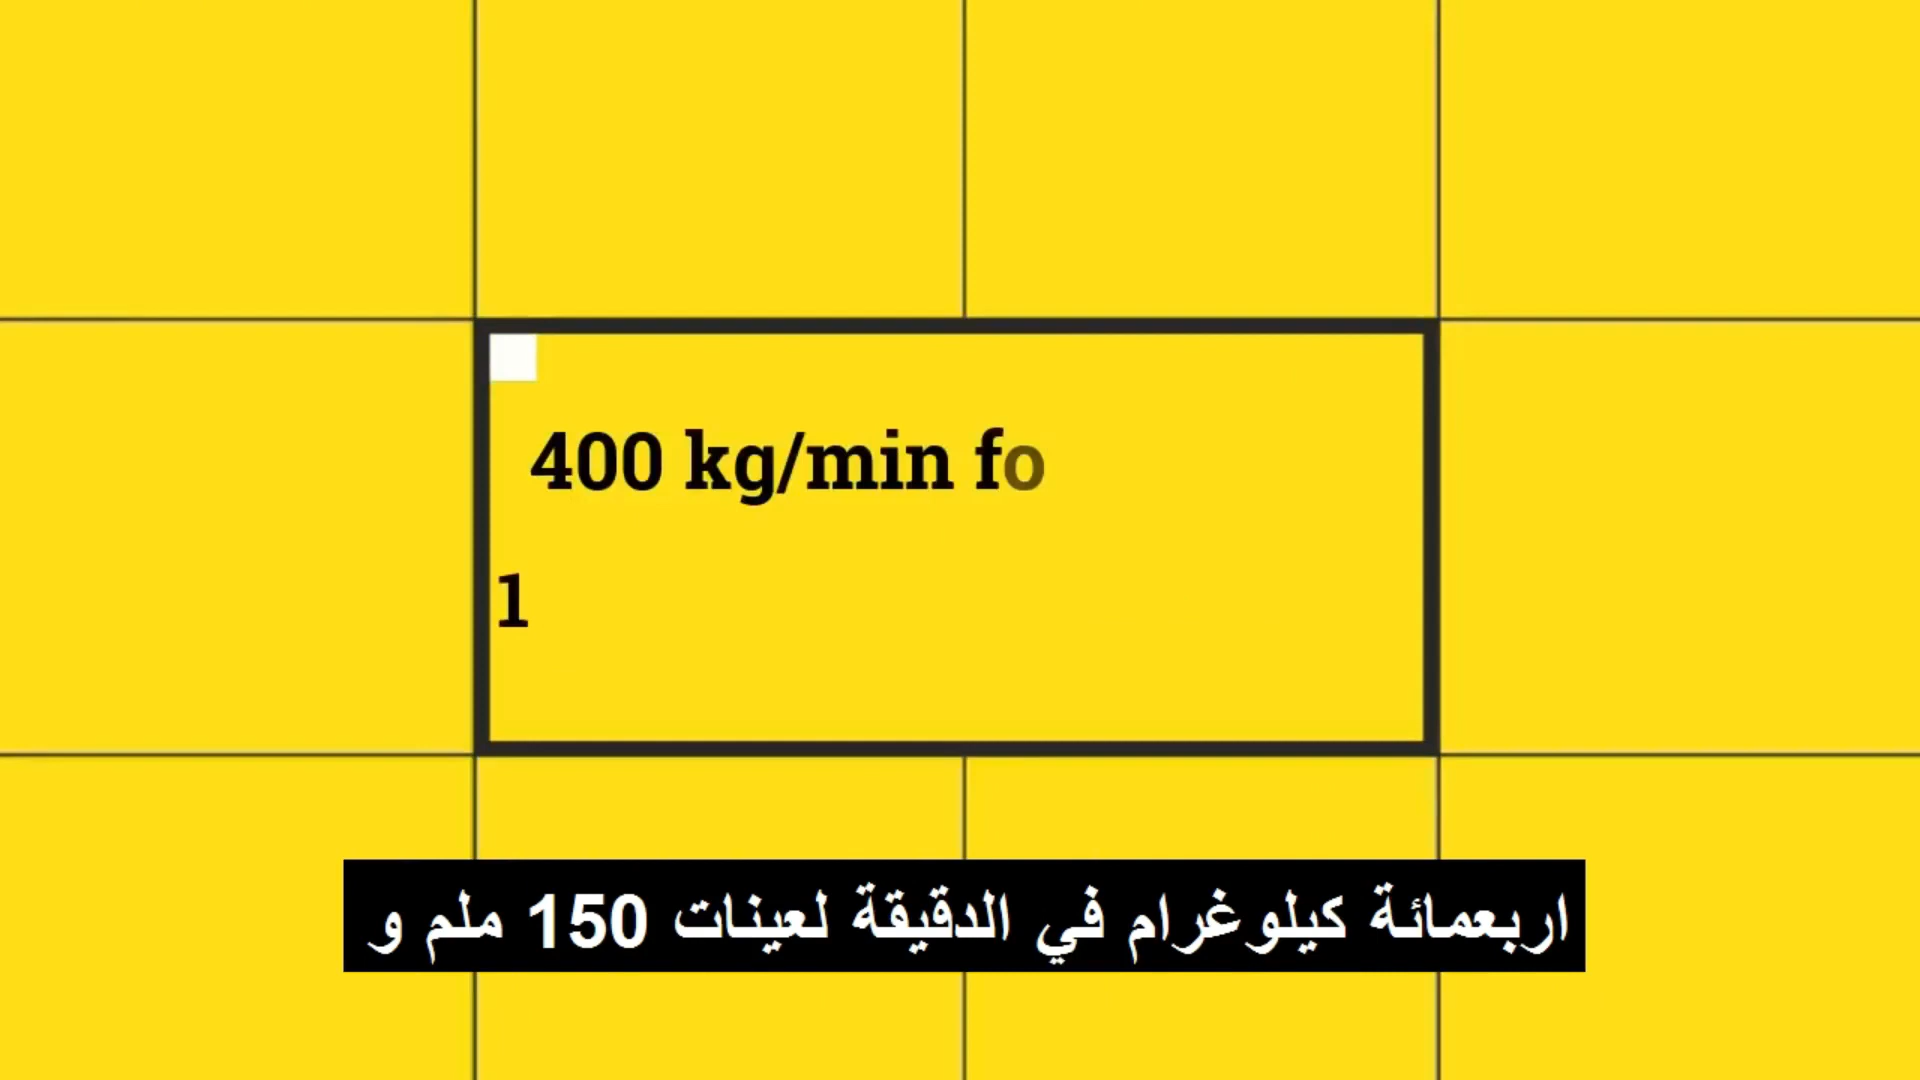 400 kg/min fo
1
اربعمائة كيلوغرام في الدقيقة لعينات 150 ملم و